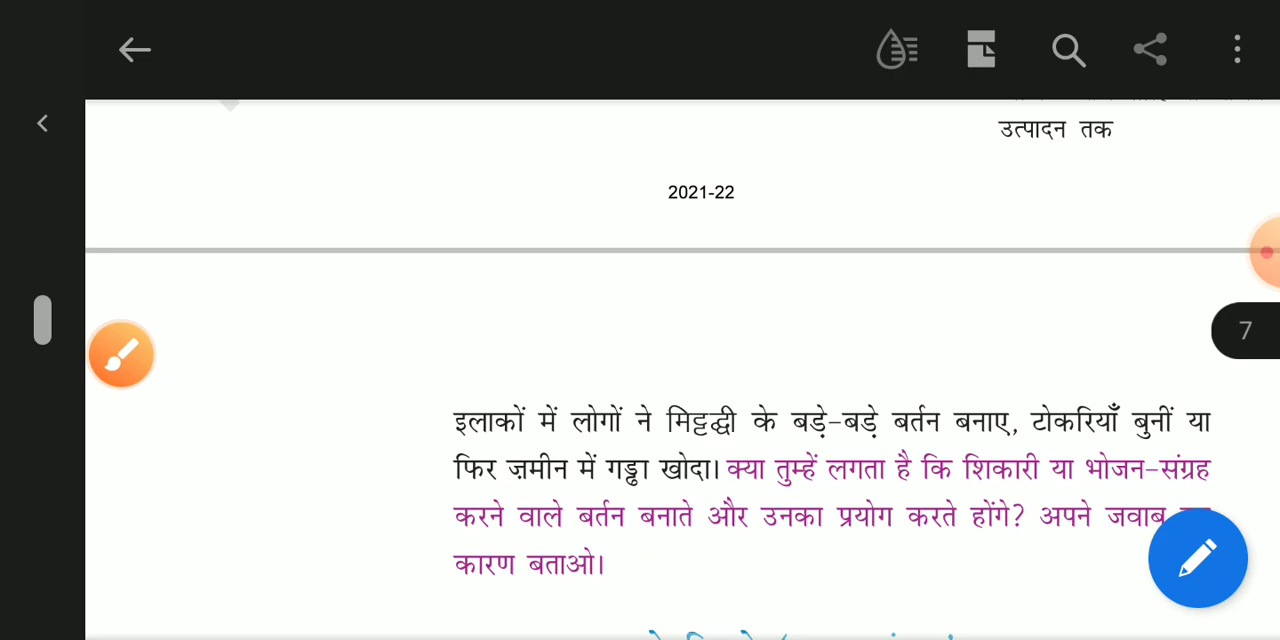 उत्पादन तक
2021-22
7
इलाकों में लोगों ने मिट्टद्धी के बड़े-बड़े बर्तन बनाए, टोकरियाँ बुनीं या
फिर ज़मीन में गड्ढा खोदा। क्या तुम्हें लगता है कि शिकारी या भोजन-संग्रह
करने वाले बर्तन बनाते और उनका प्रयोग करते होंगे? अपने जवाब
कारण बताओ।